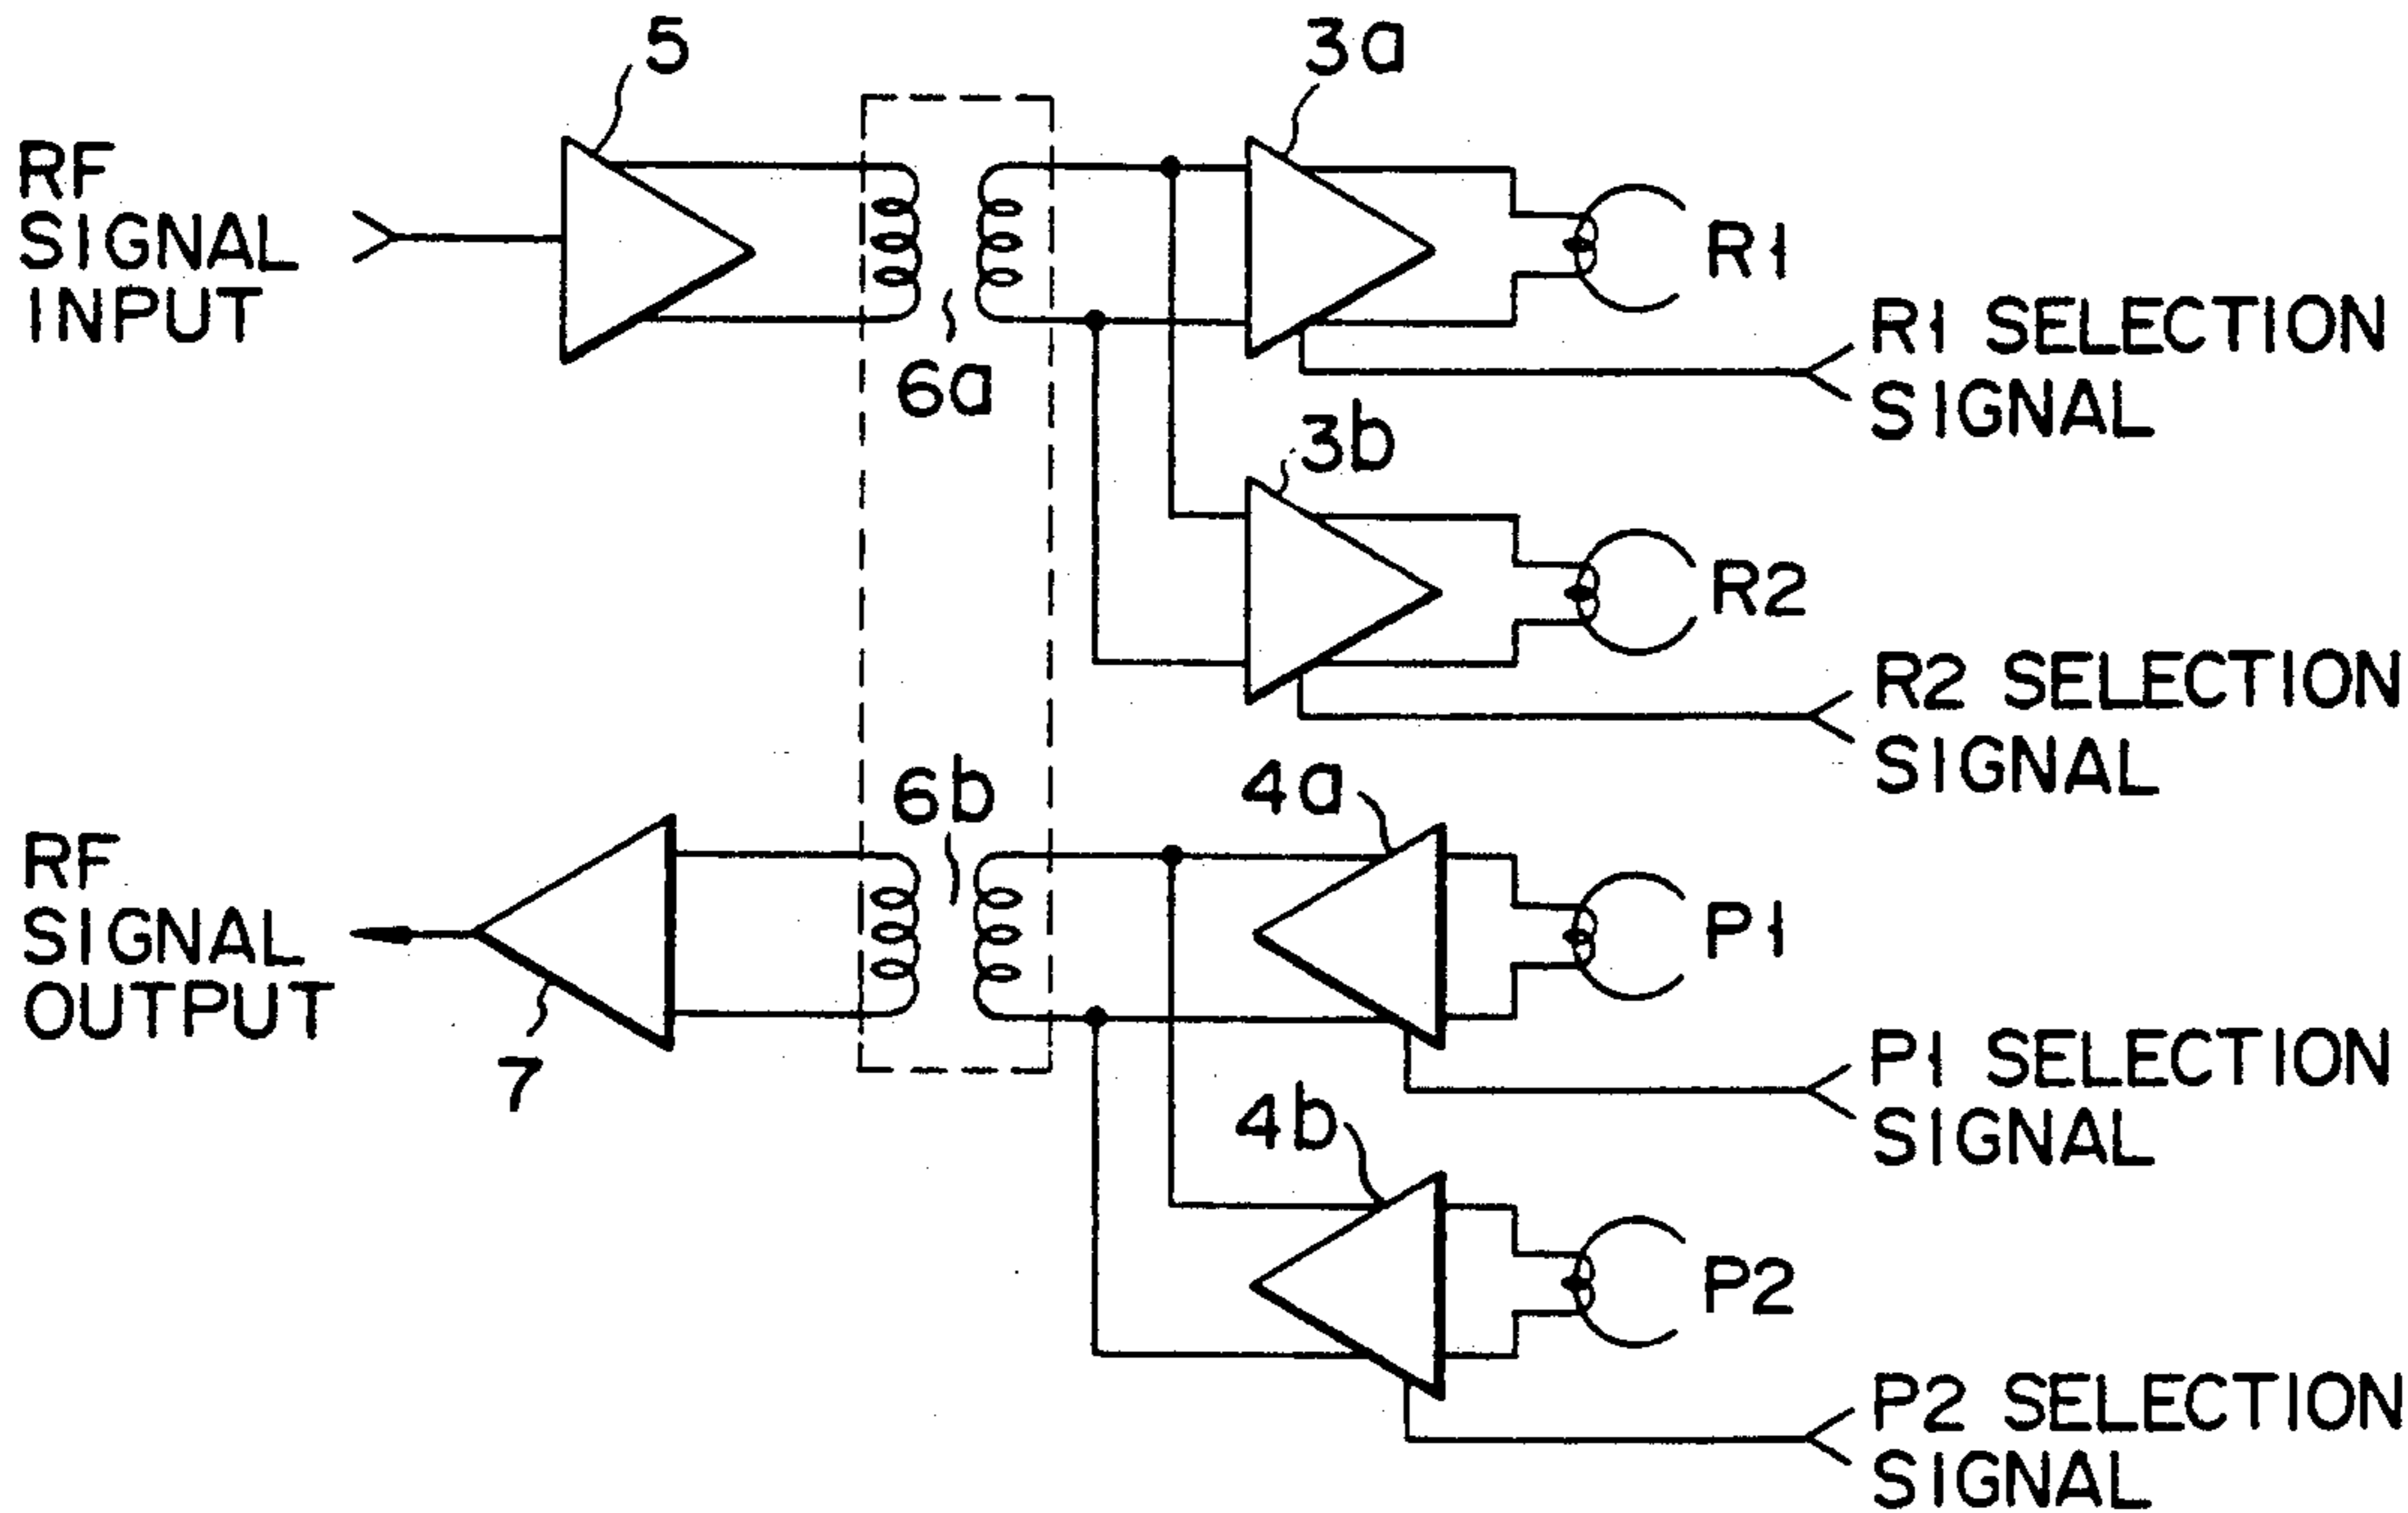 5
3a
RF
SIGNAL
INPUT
R1
6a
R1 SELECTION
SIGNAL
3b
R2
R2 SELECTION
SIGNAL
6b
4a
RF
SIGNAL
OUTPUT
P1
7
P1 SELECTION
SIGNAL
4b
P2
P2 SELECTION
SIGNAL